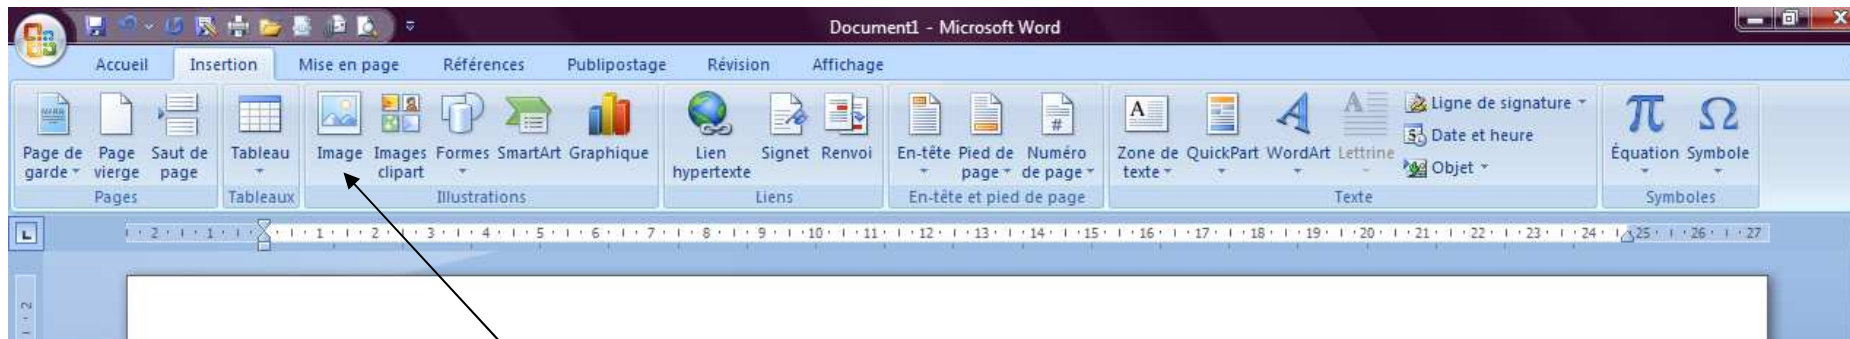 Document1 - Microsoft Word
Accueil Insertion Mise en page Références Publipostage Révision Affichage
Page de garde Page vierge Saut de page
Pages
Tableau
Tableaux
Image Images clipart Formes SmartArt Graphique
Illustrations
Lien hypertexte Signet Renvoi
Liens
En-tête Pied de page Numéro de page
En-tête et pied de page
Zone de texte QuickPart WordArt Lettrine
Ligne de signature
Date et heure
Objet
Texte
Équation Symbole
Symboles
2 1 1 2 3 4 5 6 7 8 9 10 11 12 13 14 15 16 17 18 19 20 21 22 23 24 25 26 27
2